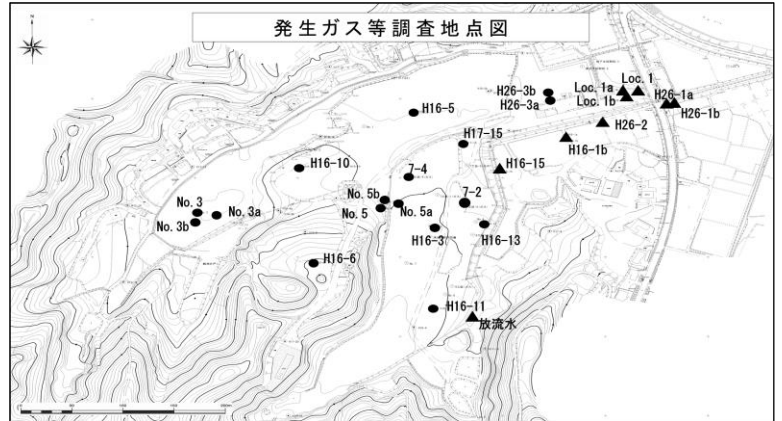 発生ガス等調査地点図
N
Loc. 1
Loc. 1a
H26-3b
H26-1a
Loc. 1b
H26-3a
H16-5
H26-1b
H26-2
H17-15
H16-1b
H16-10
7-4
H16-15
No. 5b
No. 3
7-2
No. 3a
No. 5
No. 5a
No. 3b
H16-3
H16-13
H16-6
H16-11
放流水